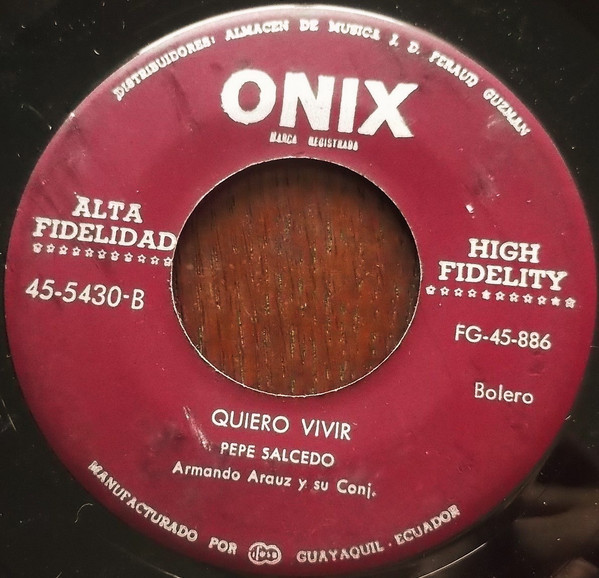 DISTRIBUIDORES: ALMACEN DE MUSICA J. D. FERAUD GUZMAN
ONIX
MARCA REGISTRADA
ALTA
FIDELIDAD
HIGH
FIDELITY
45-5430-B
FG-45-886
Bolero
QUIERO VIVIR
PEPE SALCEDO
Armando Arauz y su Conj.
MANUFACTURADO POR ifesa GUAYAQUIL - ECUADOR